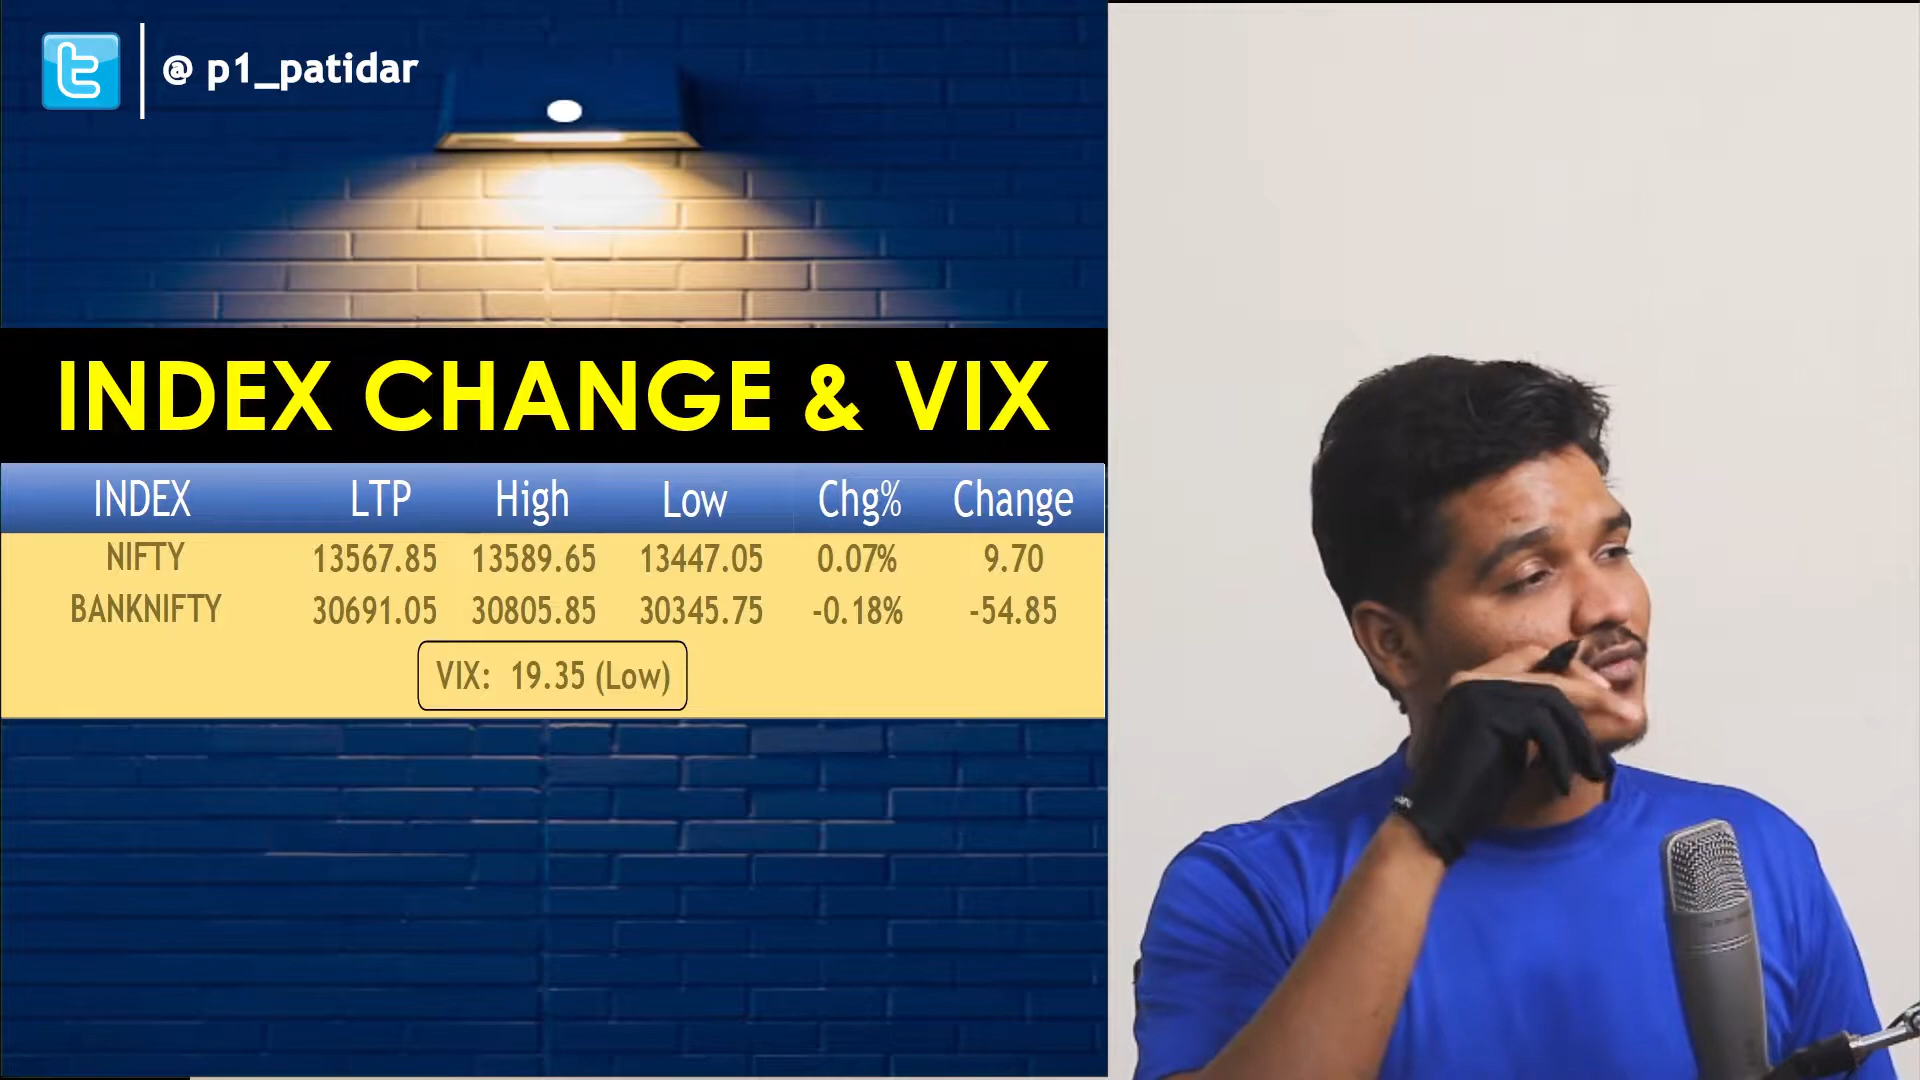 @ p1_patidar
INDEX CHANGE & VIX
INDEX LTP High Low Chg% Change
NIFTY 13567.85 13589.65 13447.05 0.07% 9.70
BANKNIFTY 30691.05 30805.85 30345.75 -0.18% -54.85
VIX: 19.35 (Low)